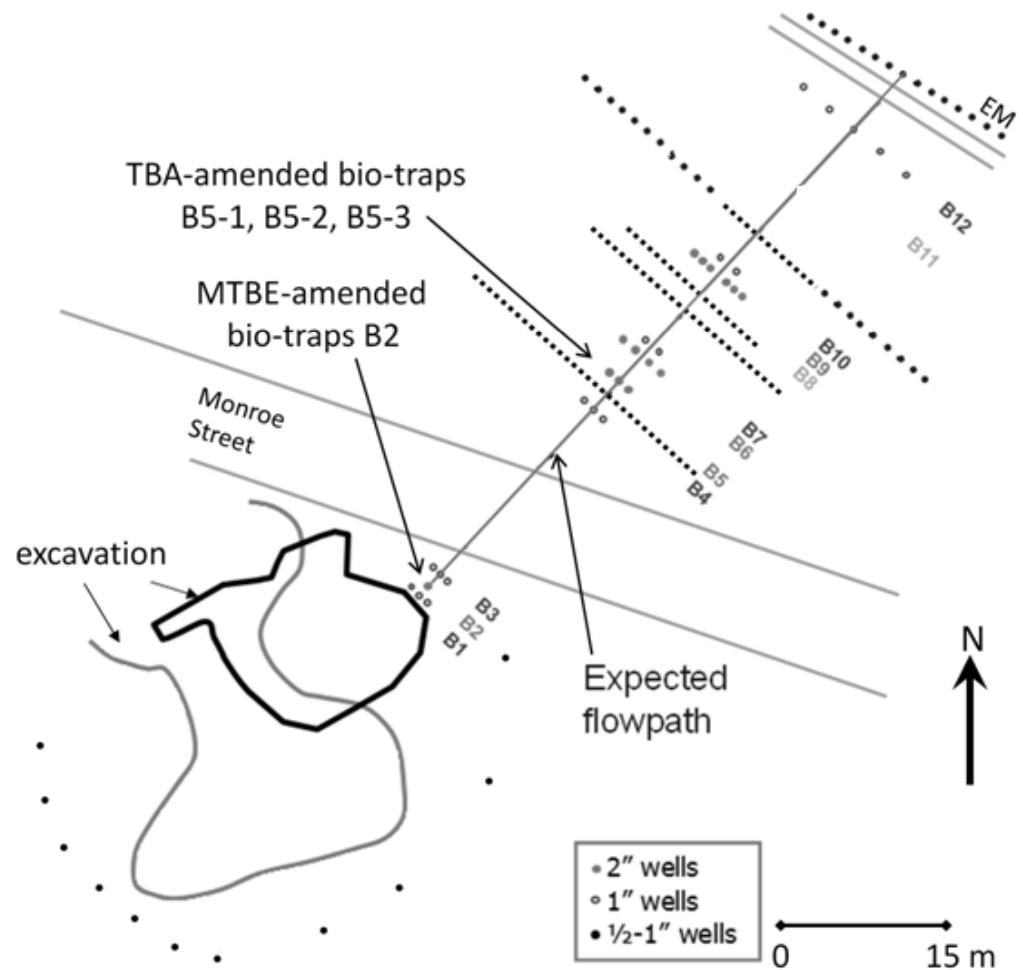 EM
TBA-amended bio-traps
B5-1, B5-2, B5-3
B12
B11
MTBE-amended
bio-traps B2
B10
B9
B8
Monroe
Street
B7
B6
B5
B4
excavation
B3
B2
B1
Expected
flowpath
N
2” wells
1” wells
½-1” wells
0
15 m